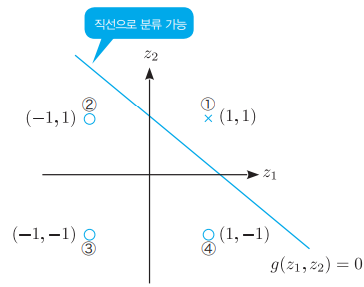 직선으로 분류 가능
z₂
② ①
(−1, 1) (1, 1)
z₁
(−1, −1) (1, −1)
③ ④
g(z₁, z₂) = 0